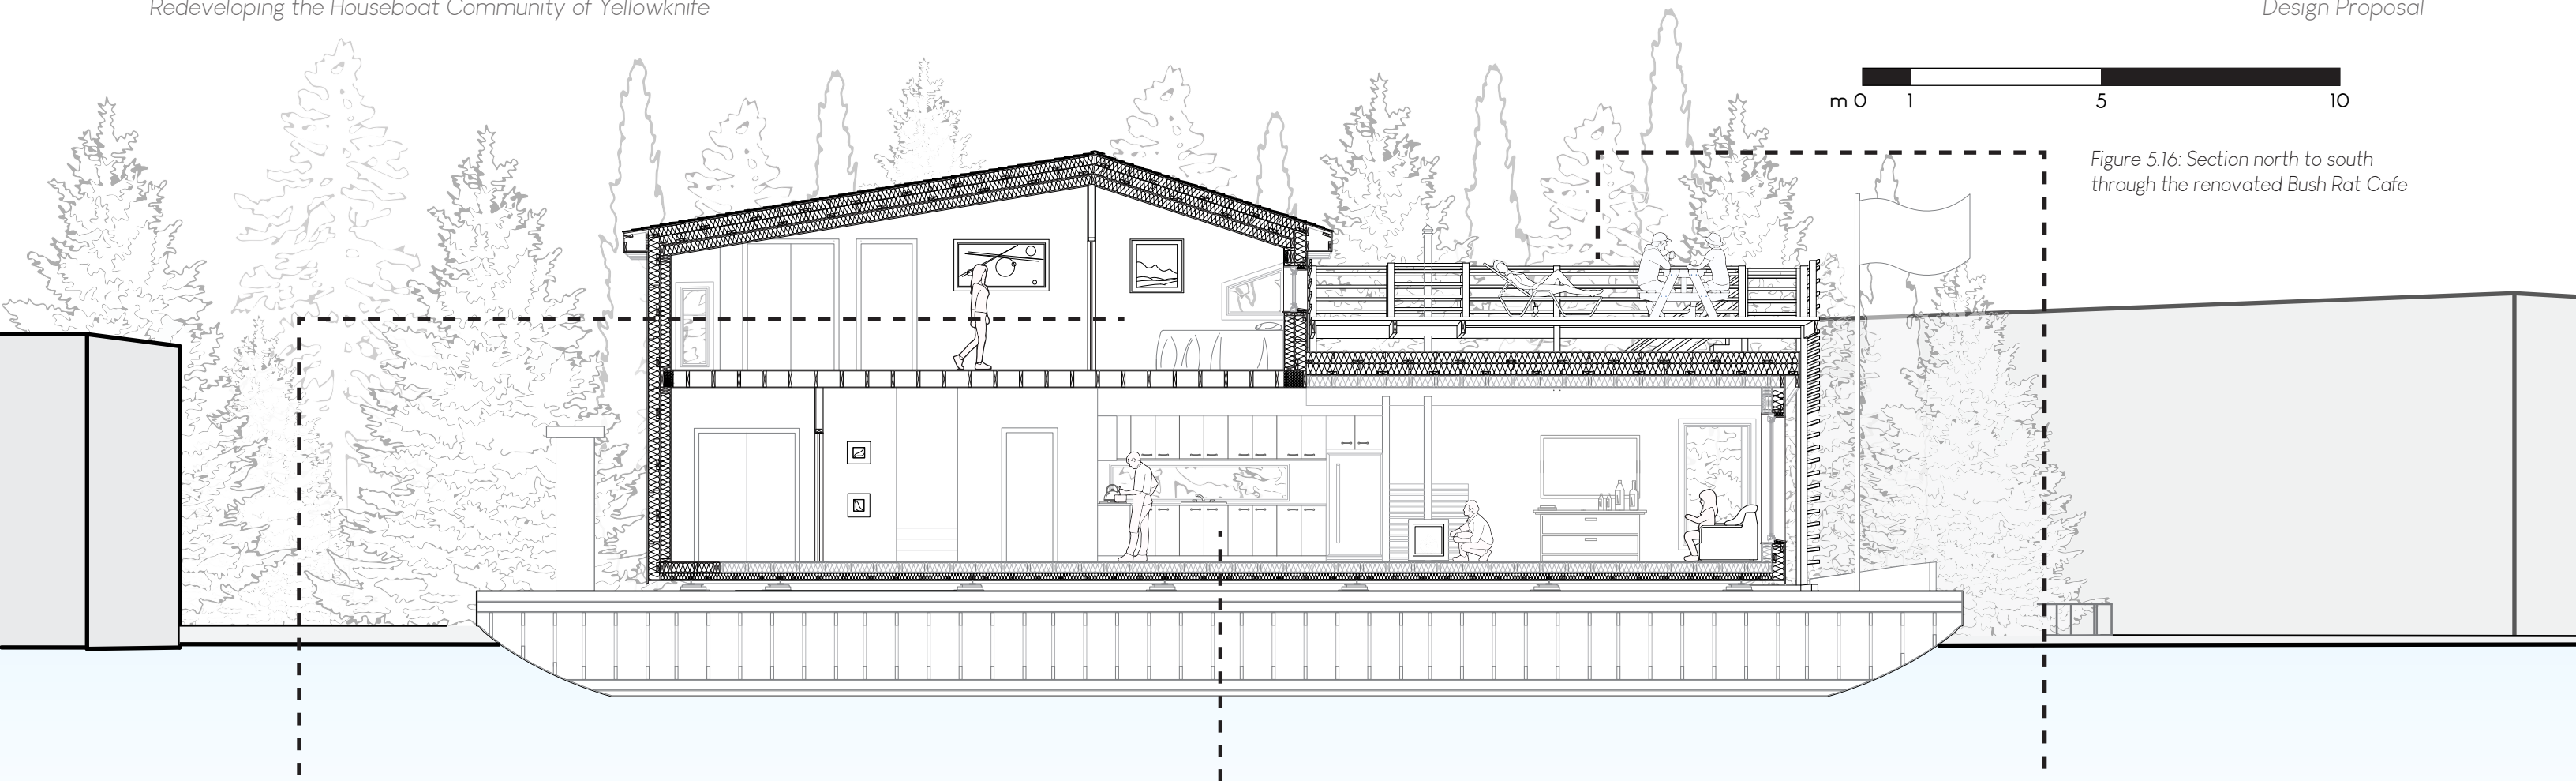 Redeveloping the Houseboat Community of Yellowknife
Design Proposal
m 0 1 5 10
Figure 5.16: Section north to south
through the renovated Bush Rat Cafe